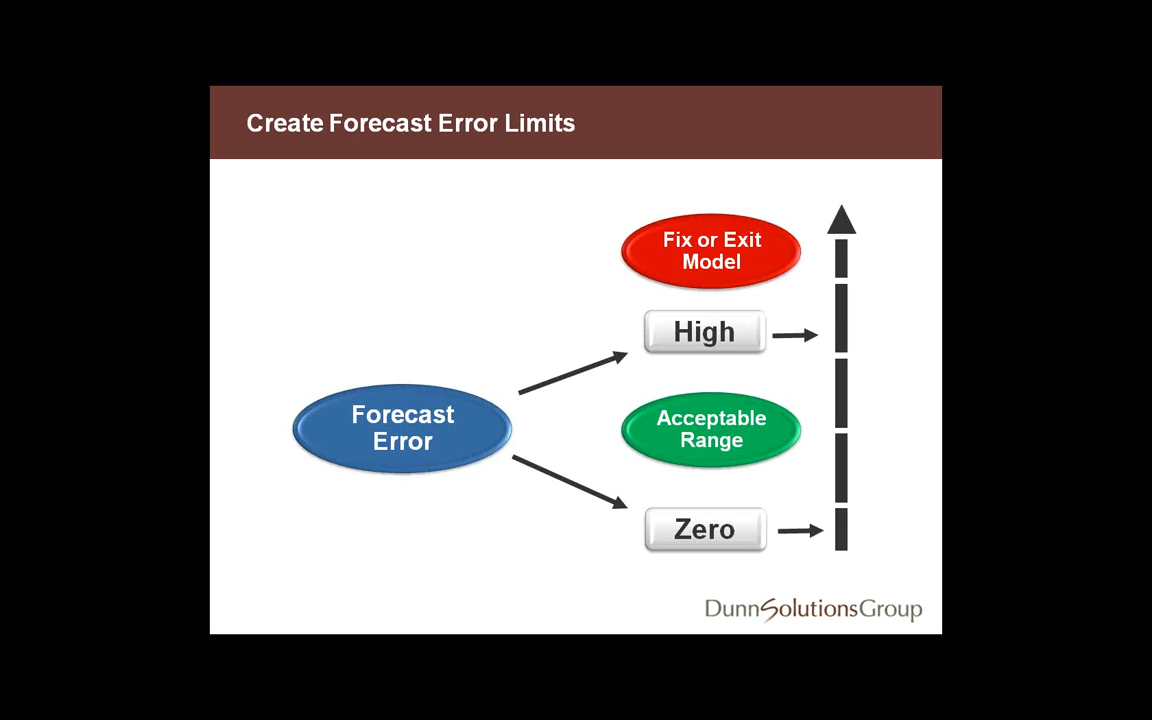 Create Forecast Error Limits
Fix or Exit
Model
High
Forecast
Error
Acceptable
Range
Zero
DunnSolutionsGroup